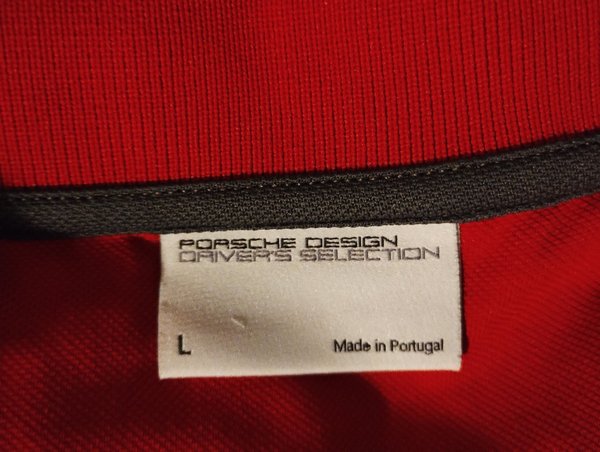 PORSCHE DESIGN
DRIVER'S SELECTION
L Made in Portugal